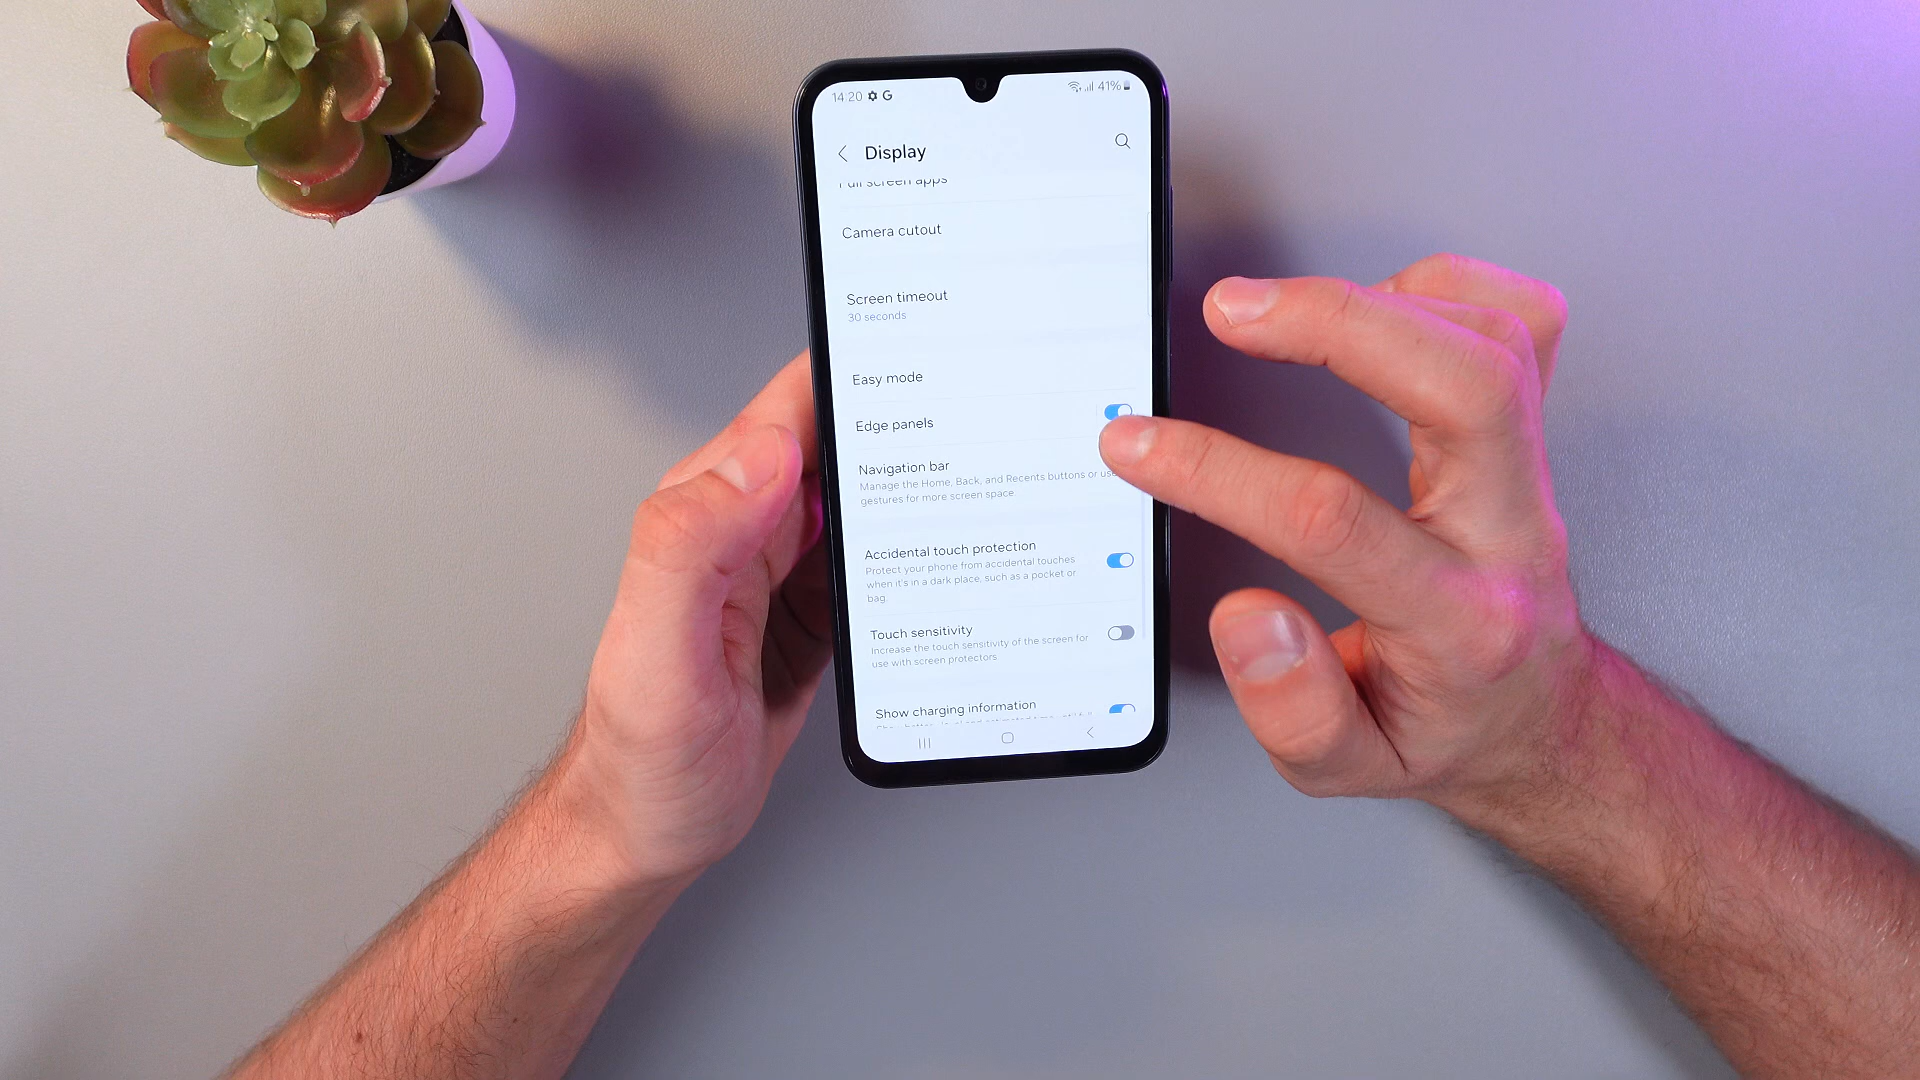 14:20 G 41%
Display
Full screen apps
Camera cutout
Screen timeout
30 seconds
Easy mode
Edge panels
Navigation bar
Manage the Home, Back, and Recents buttons or use
gestures for more screen space.
Accidental touch protection
Protect your phone from accidental touches
when it's in a dark place, such as a pocket or
bag.
Touch sensitivity
Increase the touch sensitivity of the screen for
use with screen protectors.
Show charging information